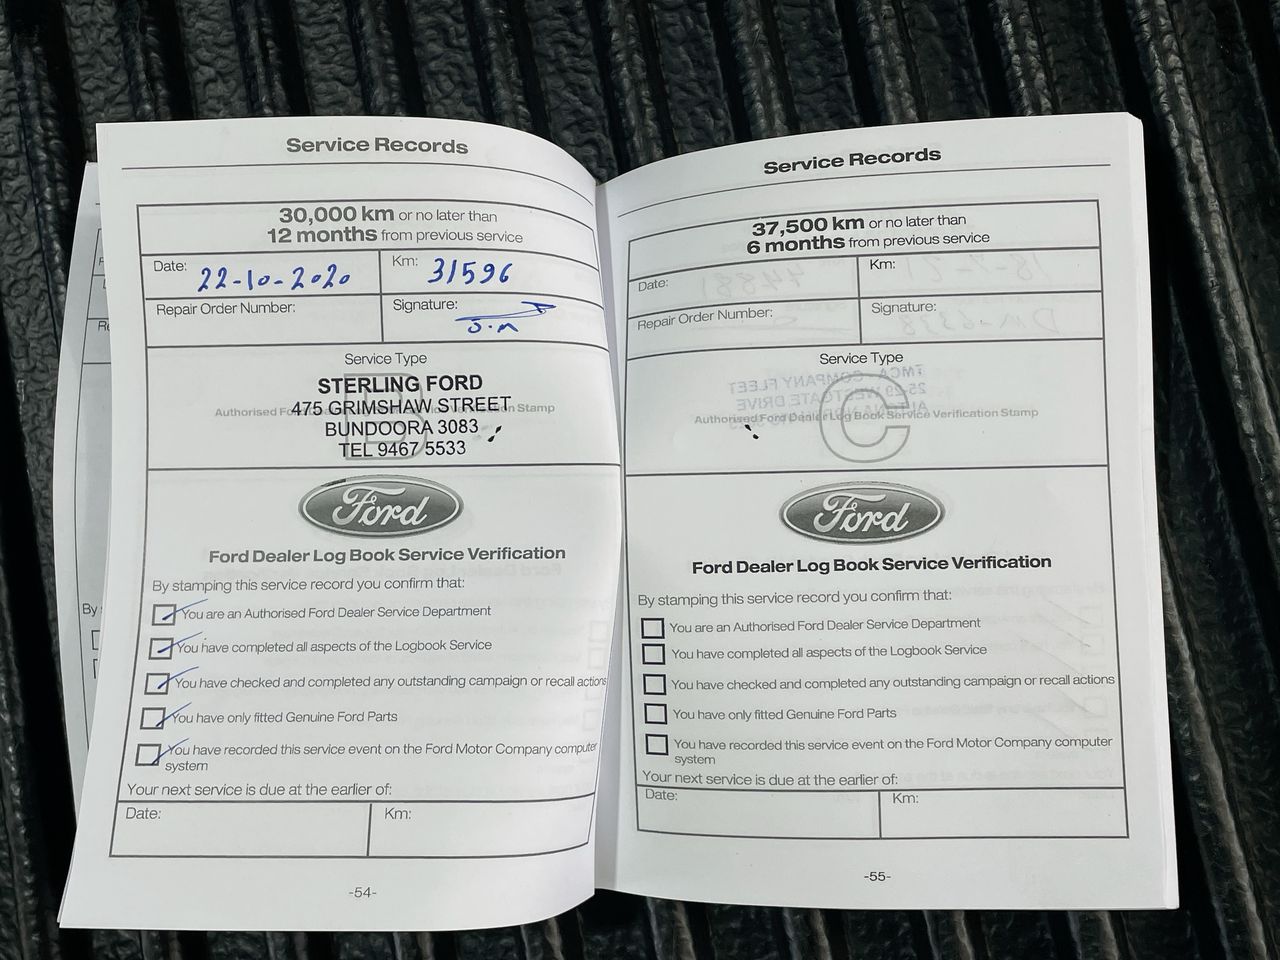 Service Records
30,000 km or no later than
12 months from previous service
Date: 22-10-2020
Km: 31596
Repair Order Number:
Signature: J.n
Service Type
B
Authorised Ford Dealer Log Book Service Verification Stamp
STERLING FORD
475 GRIMSHAW STREET
BUNDOORA 3083
TEL 9467 5533
Ford
Ford Dealer Log Book Service Verification
By stamping this service record you confirm that:
You are an Authorised Ford Dealer Service Department
You have completed all aspects of the Logbook Service
You have checked and completed any outstanding campaign or recall actions
You have only fitted Genuine Ford Parts
You have recorded this service event on the Ford Motor Company computer
system
Your next service is due at the earlier of:
Date:
Km:
-54-
Service Records
37,500 km or no later than
6 months from previous service
Date:
Km:
Repair Order Number:
Signature:
Service Type
C
Authorised Ford Dealer Log Book Service Verification Stamp
Ford
Ford Dealer Log Book Service Verification
By stamping this service record you confirm that:
You are an Authorised Ford Dealer Service Department
You have completed all aspects of the Logbook Service
You have checked and completed any outstanding campaign or recall actions
You have only fitted Genuine Ford Parts
You have recorded this service event on the Ford Motor Company computer
system
Your next service is due at the earlier of:
Date:
Km:
-55-